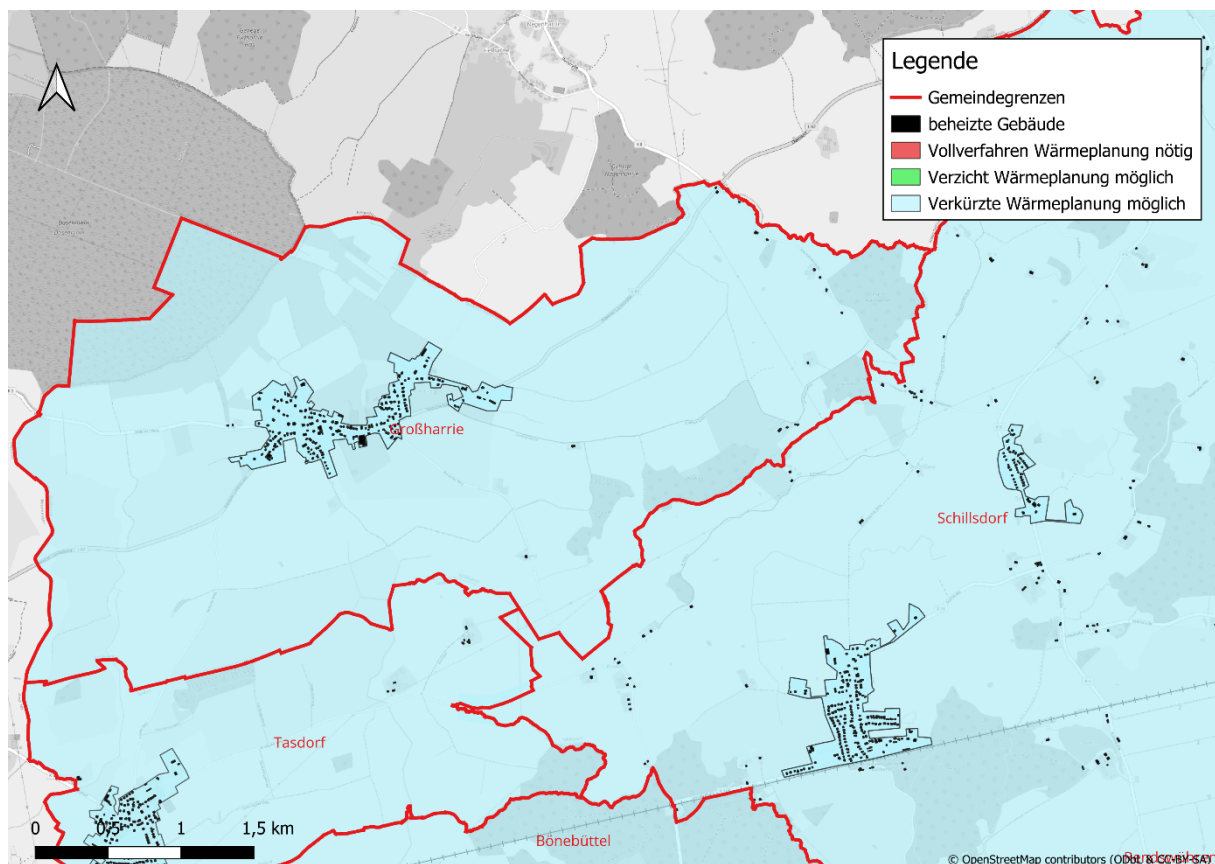 Legende
Gemeindegrenzen
beheizte Gebäude
Vollverfahren Wärmeplanung nötig
Verzicht Wärmeplanung möglich
Verkürzte Wärmeplanung möglich
Großharrie
Schillsdorf
Tasdorf
Bönebüttel
0 0,5 1 1,5 km
© OpenStreetMap contributors (ODbL & CC-BY-SA)